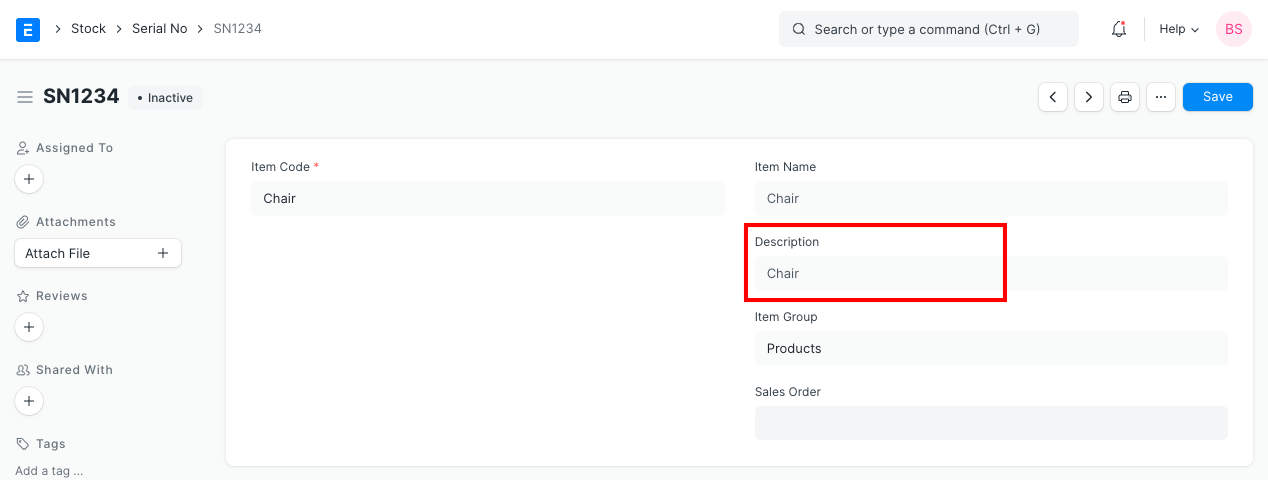 E > Stock > Serial No > SN1234
Search or type a command (Ctrl + G)
Help
BS
SN1234
• Inactive
...
Save
Assigned To
+
Attachments
Attach File +
Reviews
+
Shared With
+
Tags
Add a tag ...
Item Code *
Chair
Item Name
Chair
Description
Chair
Item Group
Products
Sales Order